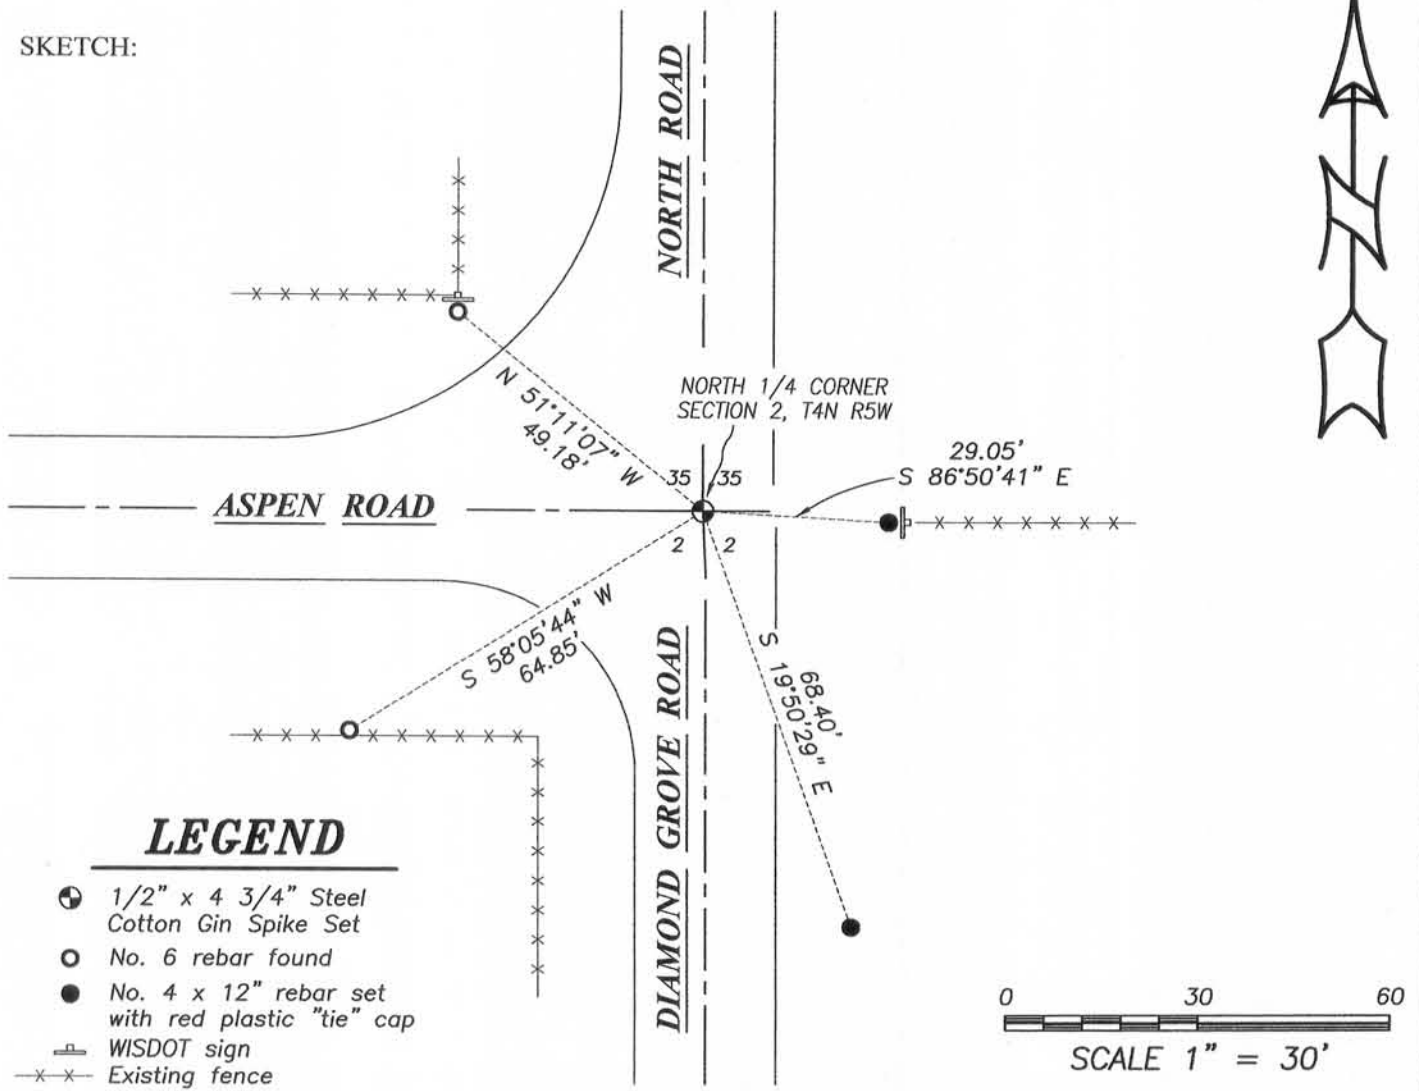 SKETCH:
NORTH ROAD
N 51°11'07" W
49.18'
NORTH 1/4 CORNER
SECTION 2, T4N R5W
29.05'
S 86°50'41" E
35 35
ASPEN ROAD
2 2
S 58°05'44" W
64.85'
68.40'
S 19°50'29" E
DIAMOND GROVE ROAD
N
LEGEND
1/2" x 4 3/4" Steel
Cotton Gin Spike Set
No. 6 rebar found
No. 4 x 12" rebar set
with red plastic "tie" cap
WISDOT sign
Existing fence
0 30 60
SCALE 1" = 30'